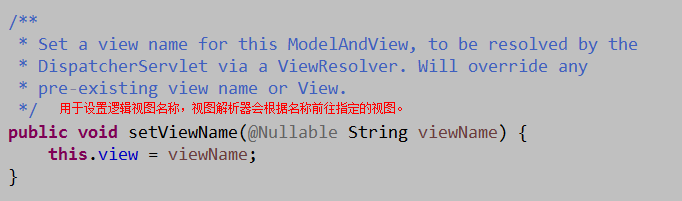 /**
 * Set a view name for this ModelAndView, to be resolved by the
 * DispatcherServlet via a ViewResolver. Will override any
 * pre-existing view name or View.
 */ 用于设置逻辑视图名称，视图解析器会根据名称前往指定的视图。
public void setViewName(@Nullable String viewName) {
    this.view = viewName;
}